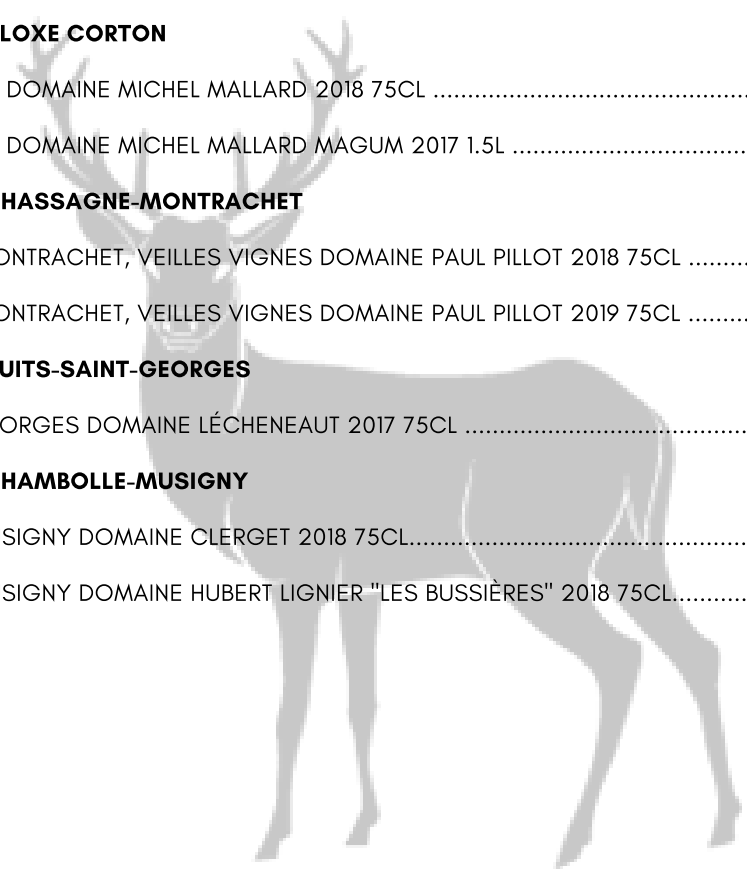 LOXE CORTON
DOMAINE MICHEL MALLARD 2018 75CL ..............................................
DOMAINE MICHEL MALLARD MAGUM 2017 1.5L ..................................
HASSAGNE-MONTRACHET
ONTRACHET, VEILLES VIGNES DOMAINE PAUL PILLOT 2018 75CL .........
ONTRACHET, VEILLES VIGNES DOMAINE PAUL PILLOT 2019 75CL .........
UITS-SAINT-GEORGES
ORGES DOMAINE LÉCHENEAUT 2017 75CL .........................................
HAMBOLLE-MUSIGNY
SIGNY DOMAINE CLERGET 2018 75CL.................................................
SIGNY DOMAINE HUBERT LIGNIER "LES BUSSIÈRES" 2018 75CL...........